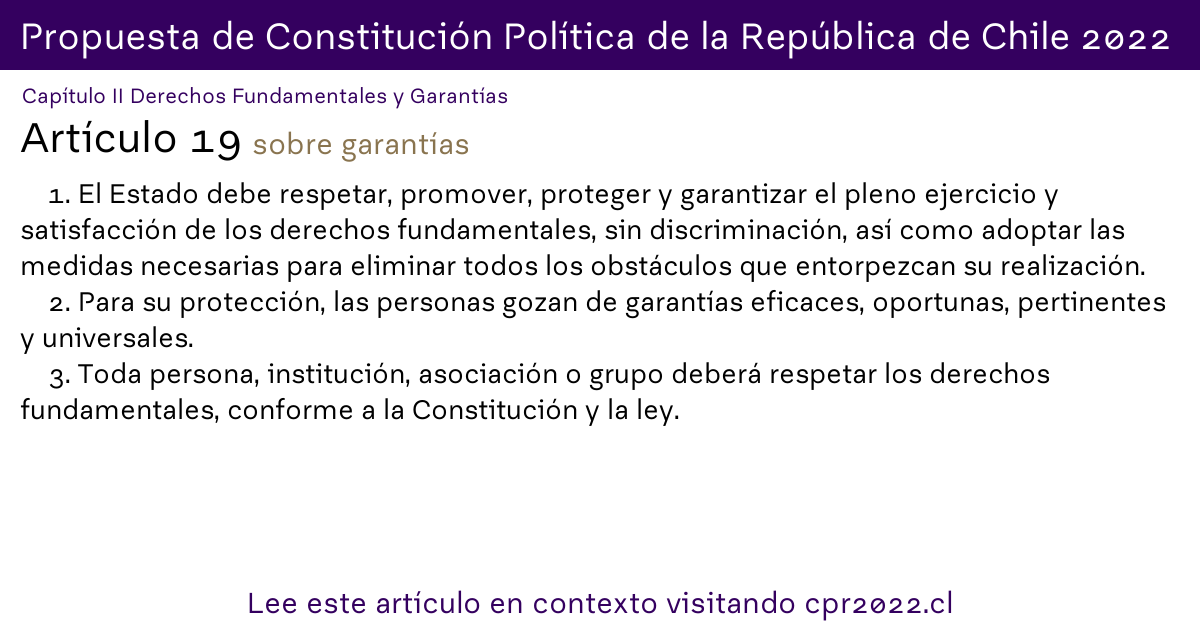 Propuesta de Constitución Política de la República de Chile 2022
Capítulo II Derechos Fundamentales y Garantías
Artículo 19 sobre garantías
1. El Estado debe respetar, promover, proteger y garantizar el pleno ejercicio y
satisfacción de los derechos fundamentales, sin discriminación, así como adoptar las
medidas necesarias para eliminar todos los obstáculos que entorpezcan su realización.
2. Para su protección, las personas gozan de garantías eficaces, oportunas, pertinentes
y universales.
3. Toda persona, institución, asociación o grupo deberá respetar los derechos
fundamentales, conforme a la Constitución y la ley.
Lee este artículo en contexto visitando cpr2022.cl